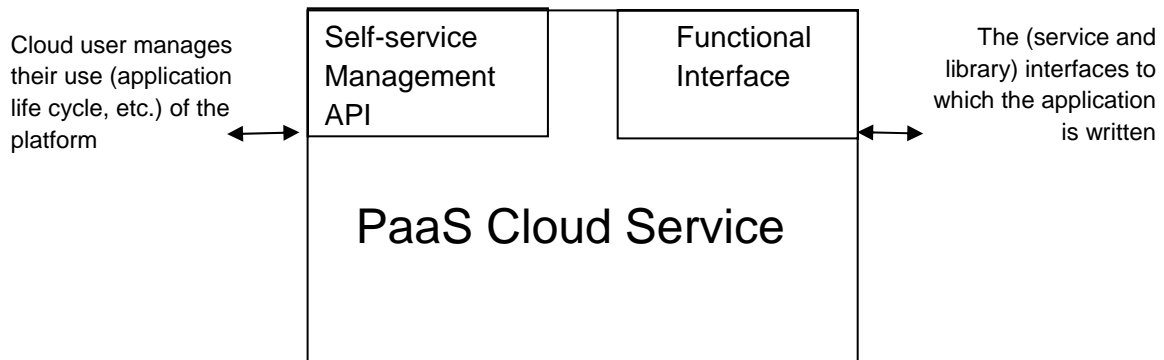 Cloud user manages
their use (application
life cycle, etc.) of the
platform
Self-service
Management
API
Functional
Interface
The (service and
library) interfaces to
which the application
is written
PaaS Cloud Service